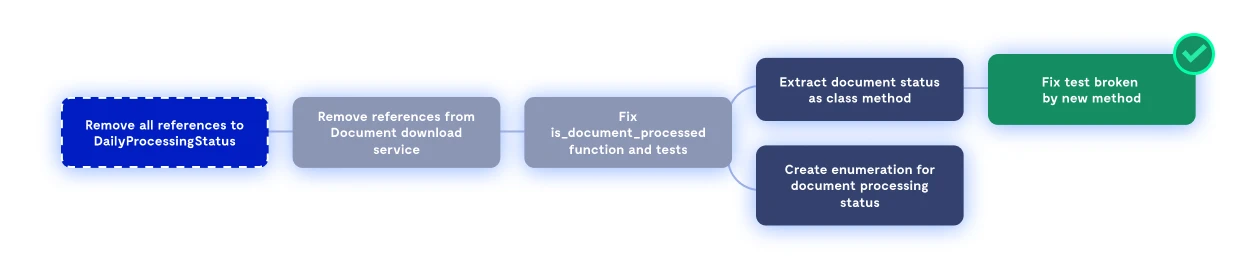 Remove all references to
DailyProcessingStatus
Remove references from
Document download
service
Fix
is_document_processed
function and tests
Extract document status
as class method
Fix test broken
by new method
Create enumeration for
document processing
status